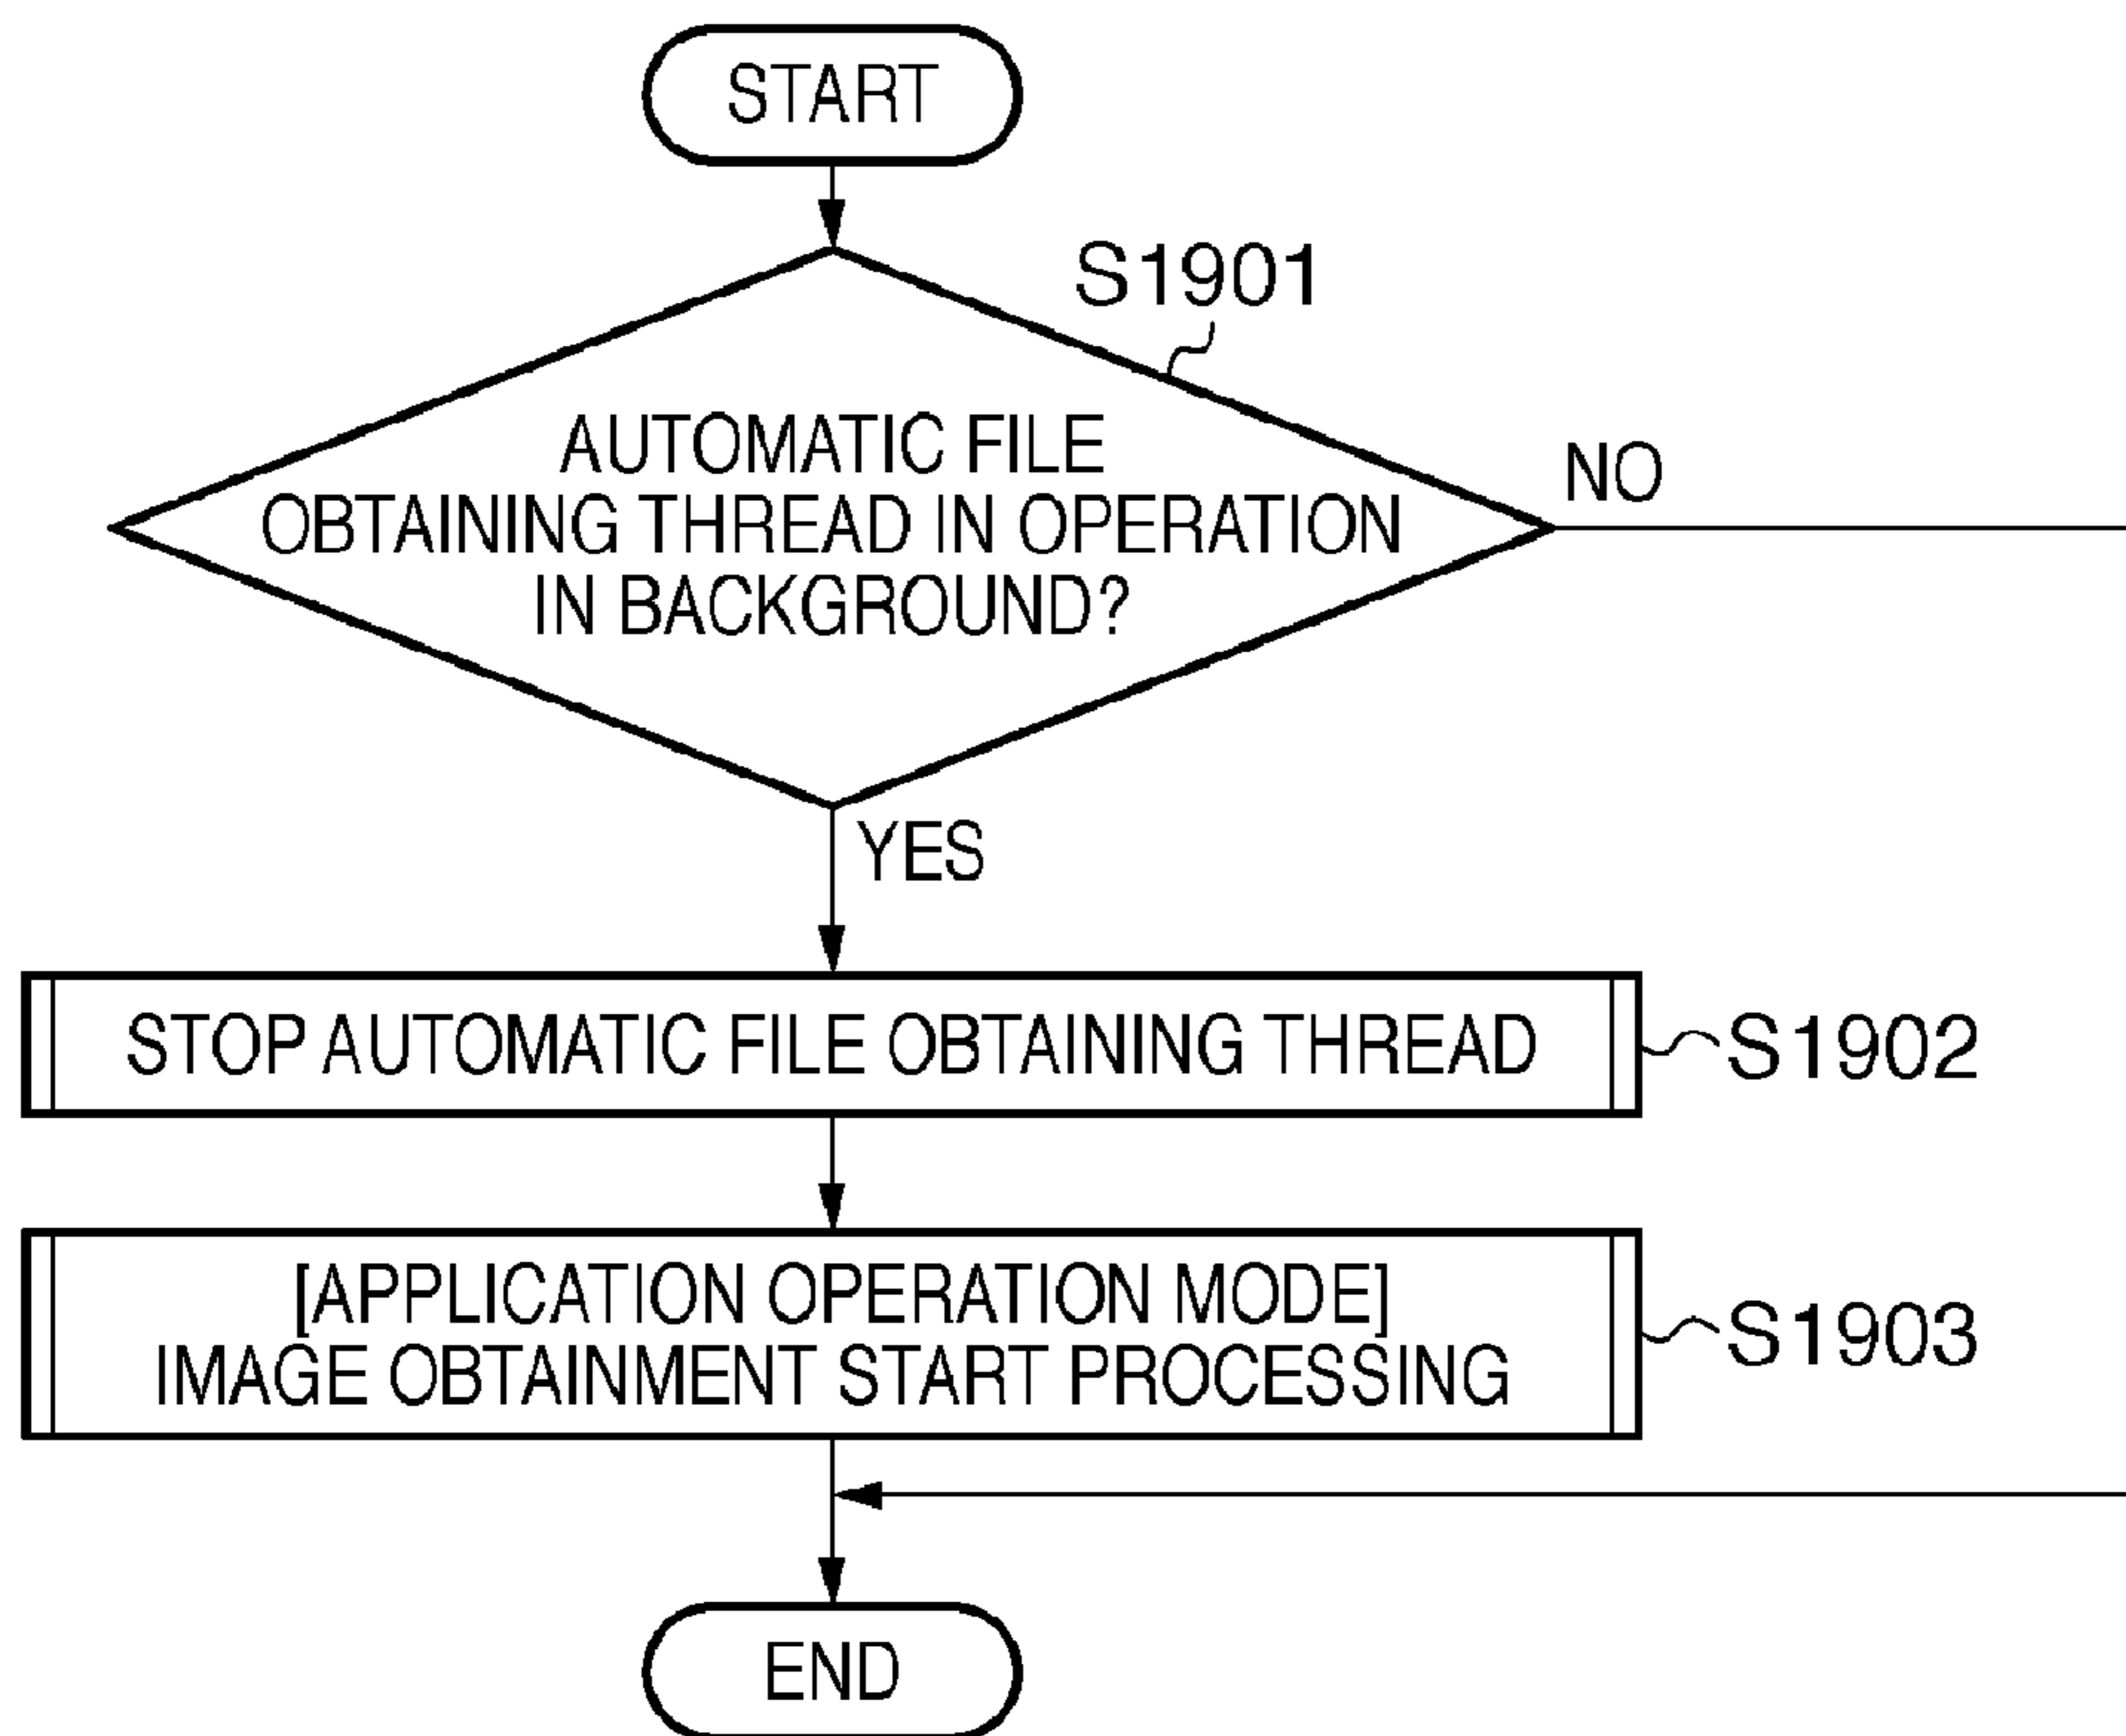 START
S1901
AUTOMATIC FILE
OBTAINING THREAD IN OPERATION
IN BACKGROUND?
NO
YES
STOP AUTOMATIC FILE OBTAINING THREAD
S1902
[APPLICATION OPERATION MODE]
IMAGE OBTAINMENT START PROCESSING
S1903
END